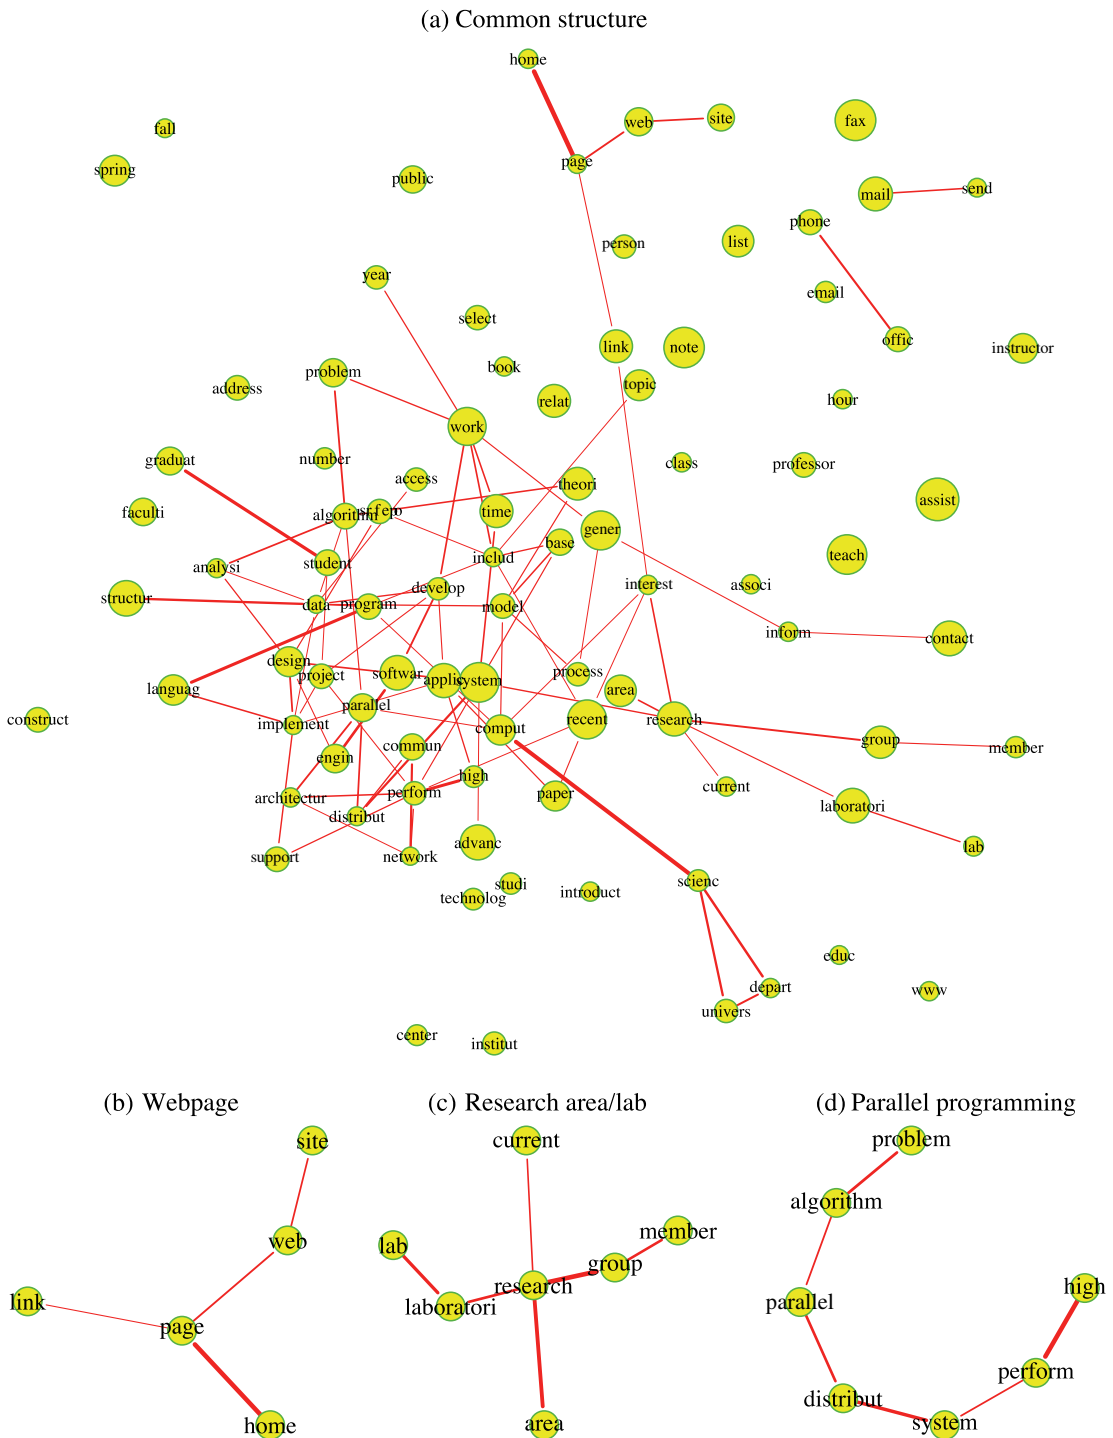 (a) Common structure
home
fall
web
site
fax
page
spring
public
mail
send
phone
person
list
year
email
select
link
note
offic
instructor
book
problem
topic
address
relat
hour
work
graduat
number
class
professor
access
theori
assist
faculti
algorithm
time
gener
base
teach
includ
analysi
student
develop
interest
associ
structur
data
program
model
inform
contact
design
project
softwar
applic
system
process
area
languag
construct
implement
parallel
comput
recent
research
group
member
engin
commun
high
current
architectur
perform
paper
distribut
laboratori
support
network
advanc
lab
scienc
studi
technolog
introduct
educ
depart
www
univers
center
institut
(b) Webpage
(c) Research area/lab
(d) Parallel programming
site
web
link
page
home
current
member
lab
group
research
laboratori
area
problem
algorithm
parallel
high
perform
distribut
system